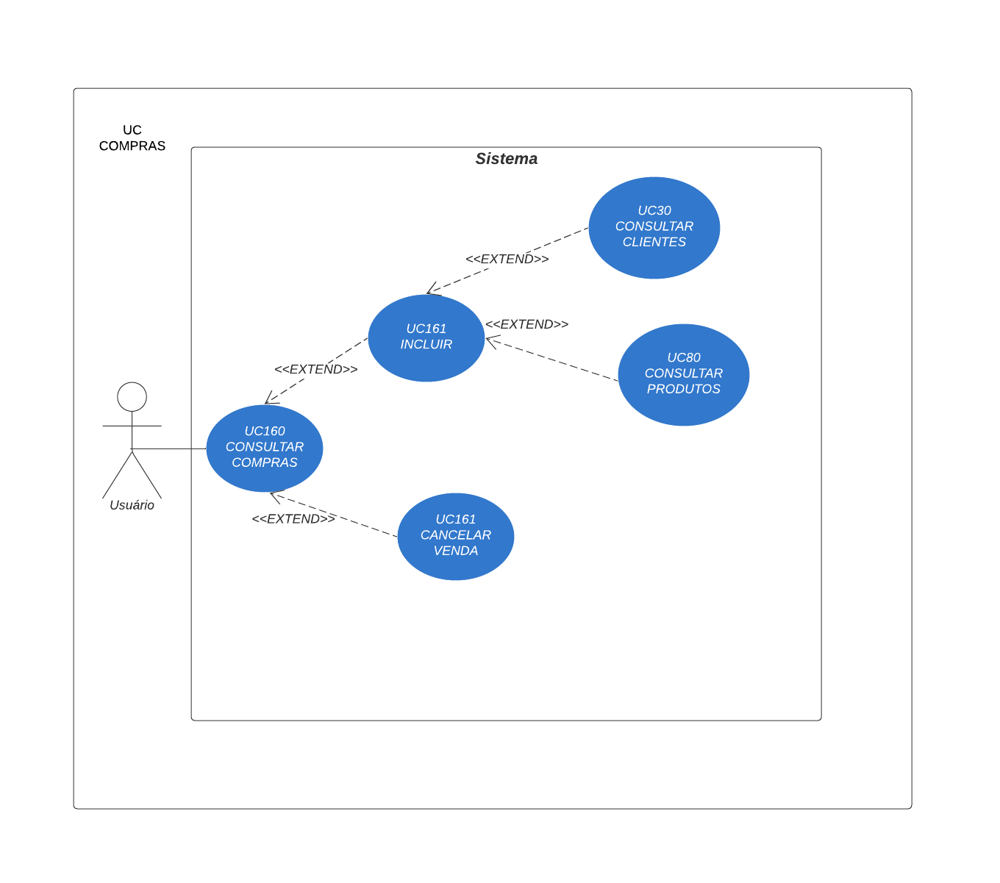 UC
COMPRAS
Sistema
UC30
CONSULTAR
CLIENTES
<<EXTEND>>
UC161
INCLUIR
<<EXTEND>>
UC80
CONSULTAR
PRODUTOS
<<EXTEND>>
UC160
CONSULTAR
COMPRAS
Usuário
<<EXTEND>>
UC161
CANCELAR
VENDA